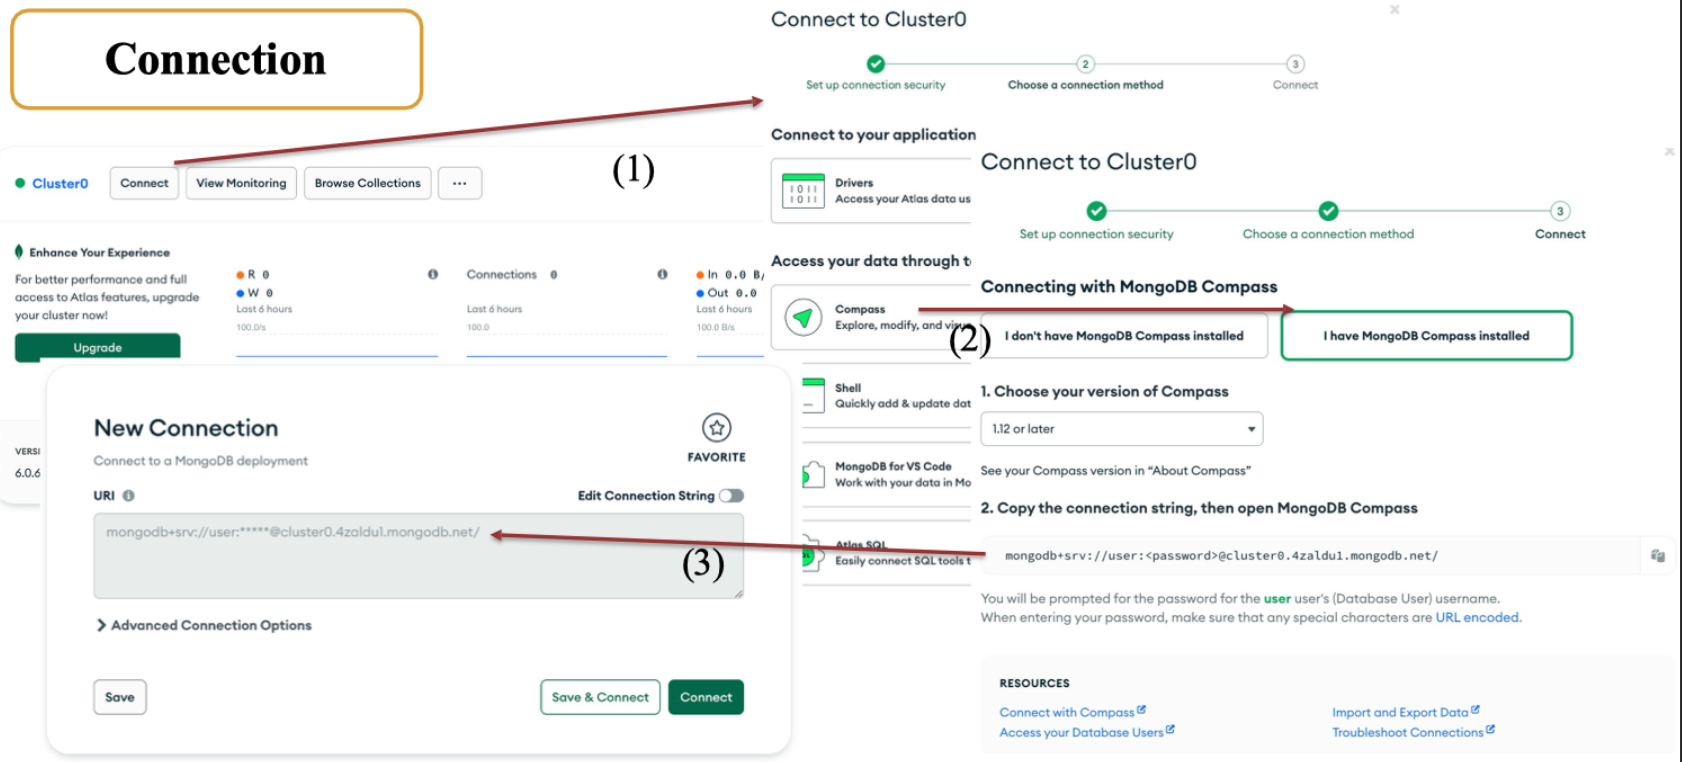 Connection
Cluster0
Connect
View Monitoring
Browse Collections
...
(1)
Enhance Your Experience
For better performance and full
access to Atlas features, upgrade
your cluster now!
Upgrade
R 0
W 0
Last 6 hours
100.0/s
Connections 0
Last 6 hours
100.0
In 0.0 B/
Out 0.0
Last 6 hours
100.0 B/s
VERSI
6.0.6
Connect to Cluster0
2
3
Set up connection security
Choose a connection method
Connect
Connect to your application
Drivers
Access your Atlas data us
Access your data through t
Compass
Explore, modify, and visu
(2)
Shell
Quickly add & update dat
MongoDB for VS Code
Work with your data in Mo
Atlas SQL
Easily connect SQL tools t
Connect to Cluster0
3
Set up connection security
Choose a connection method
Connect
Connecting with MongoDB Compass
I don't have MongoDB Compass installed
I have MongoDB Compass installed
1. Choose your version of Compass
1.12 or later
See your Compass version in “About Compass”
2. Copy the connection string, then open MongoDB Compass
mongodb+srv://user:<password>@cluster0.4zaldu1.mongodb.net/
You will be prompted for the password for the user user's (Database User) username.
When entering your password, make sure that any special characters are URL encoded.
RESOURCES
Connect with Compass
Import and Export Data
Access your Database Users
Troubleshoot Connections
New Connection
FAVORITE
Connect to a MongoDB deployment
URI
Edit Connection String
mongodb+srv://user:*****@cluster0.4zaldu1.mongodb.net/
(3)
Advanced Connection Options
Save
Save & Connect
Connect